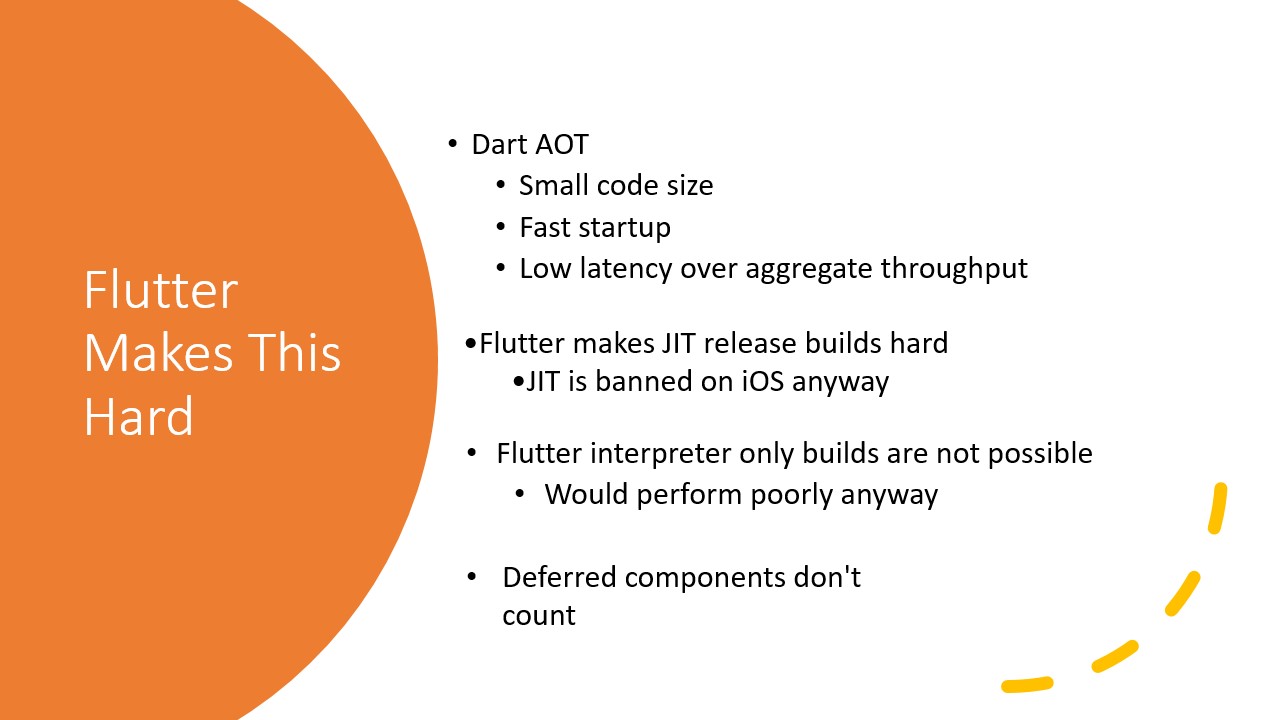 Flutter
Makes This
Hard
• Dart AOT
• Small code size
• Fast startup
• Low latency over aggregate throughput
•Flutter makes JIT release builds hard
•JIT is banned on iOS anyway
• Flutter interpreter only builds are not possible
• Would perform poorly anyway
• Deferred components don't
count